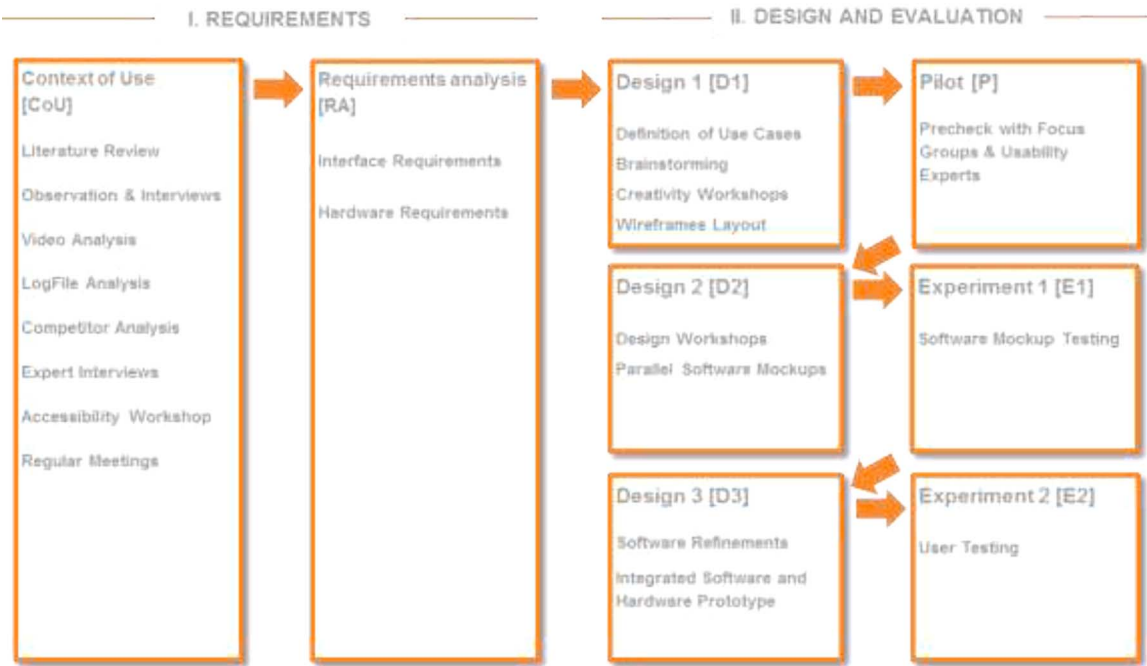 I. REQUIREMENTS
II. DESIGN AND EVALUATION
Context of Use
[CoU]
Literature Review
Observation & Interviews
Video Analysis
LogFile Analysis
Competitor Analysis
Expert Interviews
Accessibility Workshop
Regular Meetings
Requirements analysis
[RA]
Interface Requirements
Hardware Requirements
Design 1 [D1]
Definition of Use Cases
Brainstorming
Creativity Workshops
Wireframes Layout
Pilot [P]
Precheck with Focus
Groups & Usability
Experts
Design 2 [D2]
Design Workshops
Parallel Software Mockups
Experiment 1 [E1]
Software Mockup Testing
Design 3 [D3]
Software Refinements
Integrated Software and
Hardware Prototype
Experiment 2 [E2]
User Testing